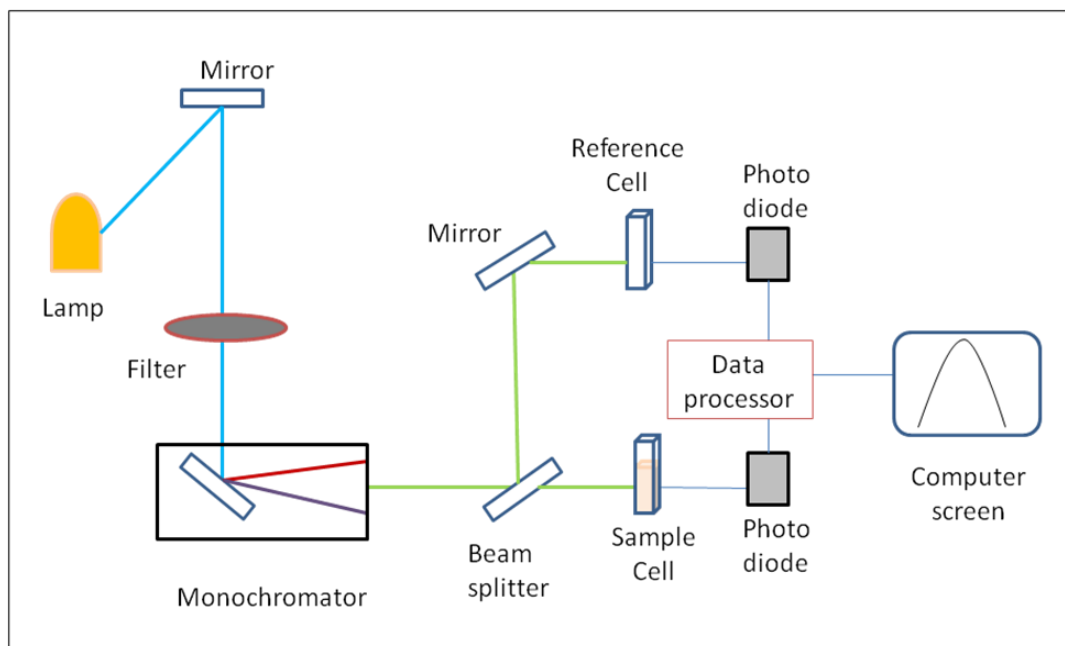 Mirror
Lamp
Filter
Monochromator
Mirror
Beam
splitter
Reference
Cell
Sample
Cell
Photo
diode
Data
processor
Photo
diode
Computer
screen